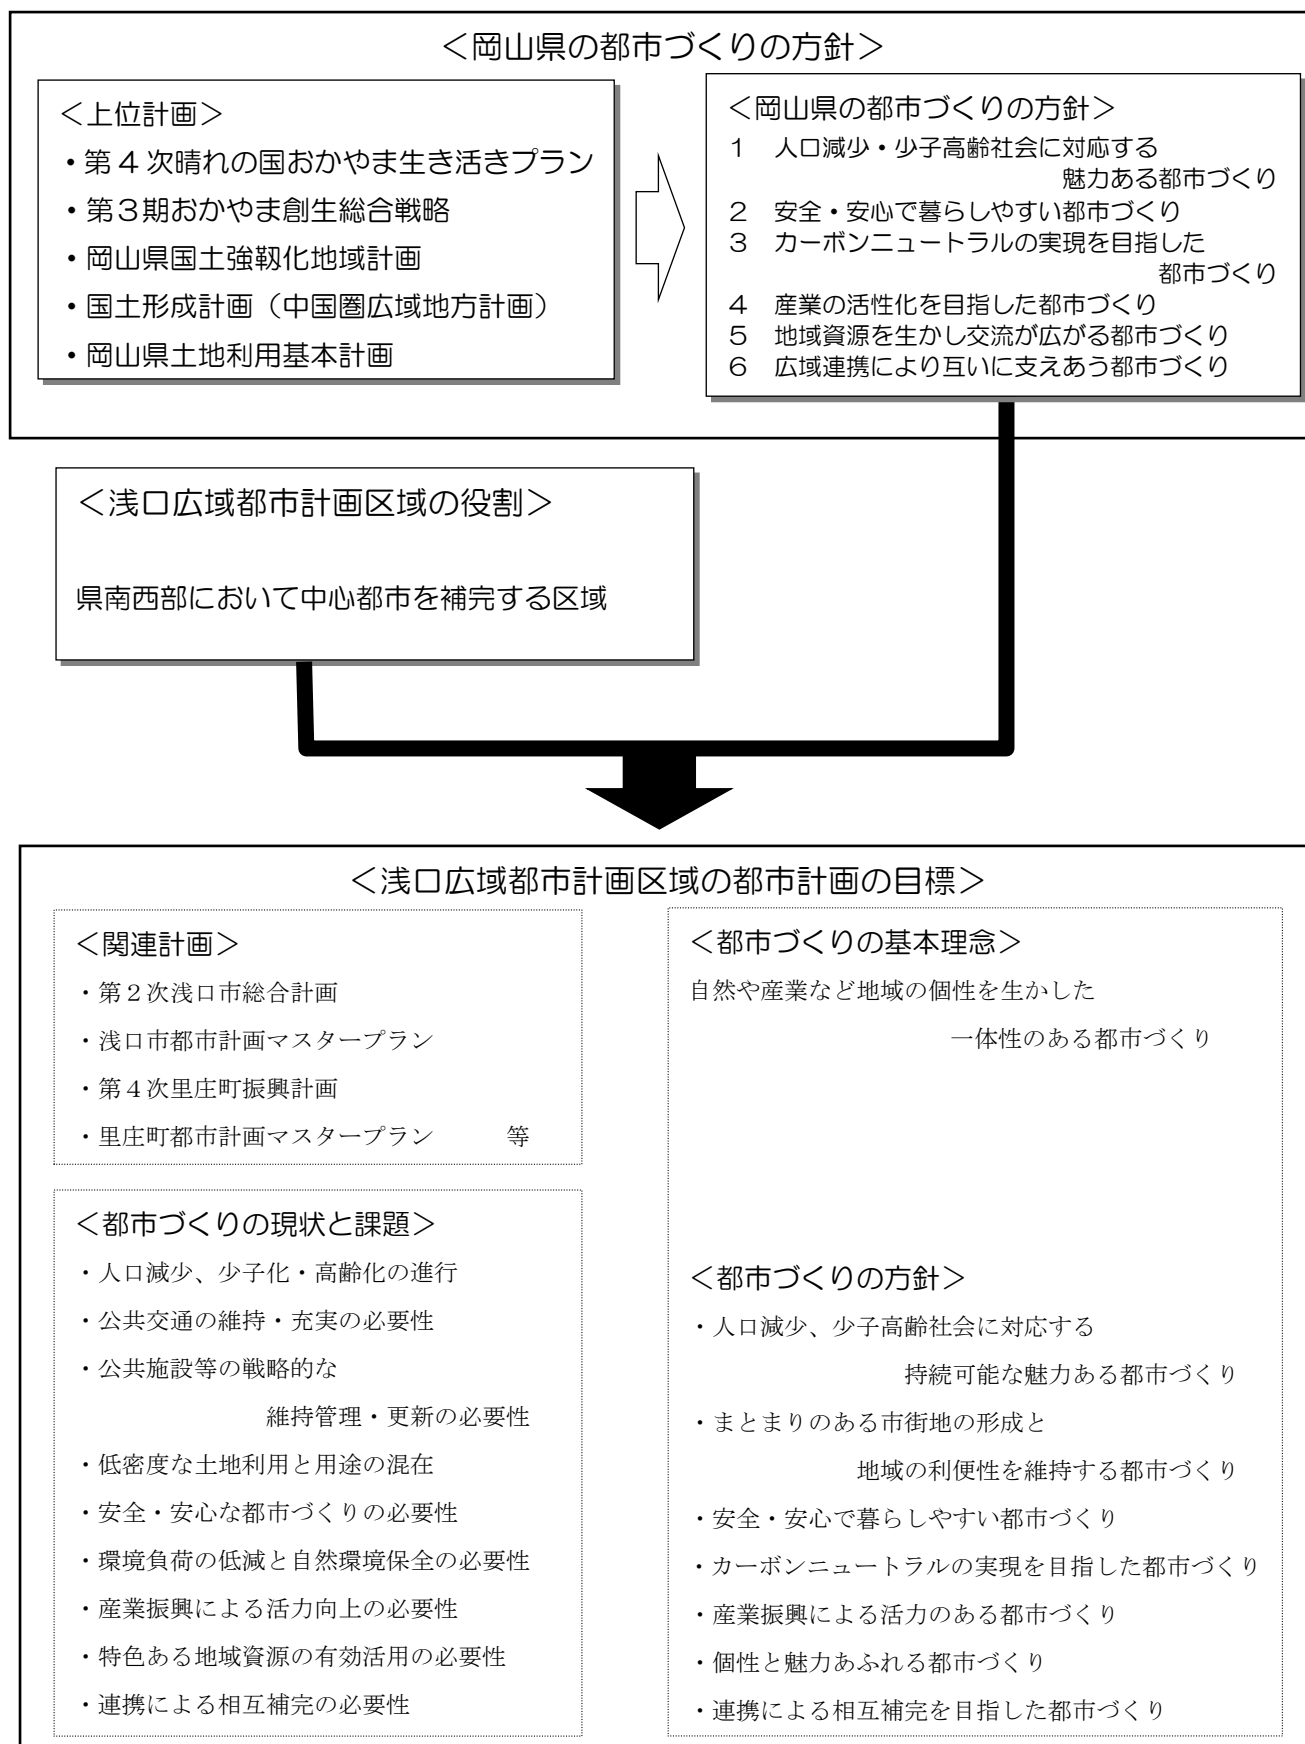 ＜岡山県の都市づくりの方針＞
＜上位計画＞
・第４次晴れの国おかやま生き活きプラン
・第３期おかやま創生総合戦略
・岡山県国土強靱化地域計画
・国土形成計画（中国圏広域地方計画）
・岡山県土地利用基本計画
＜岡山県の都市づくりの方針＞
１　人口減少・少子高齢社会に対応する
魅力ある都市づくり
２　安全・安心で暮らしやすい都市づくり
３　カーボンニュートラルの実現を目指した
都市づくり
４　産業の活性化を目指した都市づくり
５　地域資源を生かし交流が広がる都市づくり
６　広域連携により互いに支えあう都市づくり
＜浅口広域都市計画区域の役割＞
県南西部において中心都市を補完する区域
＜浅口広域都市計画区域の都市計画の目標＞
＜関連計画＞
・第２次浅口市総合計画
・浅口市都市計画マスタープラン
・第４次里庄町振興計画
・里庄町都市計画マスタープラン　　　等
＜都市づくりの現状と課題＞
・人口減少、少子化・高齢化の進行
・公共交通の維持・充実の必要性
・公共施設等の戦略的な
維持管理・更新の必要性
・低密度な土地利用と用途の混在
・安全・安心な都市づくりの必要性
・環境負荷の低減と自然環境保全の必要性
・産業振興による活力向上の必要性
・特色ある地域資源の有効活用の必要性
・連携による相互補完の必要性
＜都市づくりの基本理念＞
自然や産業など地域の個性を生かした
一体性のある都市づくり
＜都市づくりの方針＞
・人口減少、少子高齢社会に対応する
持続可能な魅力ある都市づくり
・まとまりのある市街地の形成と
地域の利便性を維持する都市づくり
・安全・安心で暮らしやすい都市づくり
・カーボンニュートラルの実現を目指した都市づくり
・産業振興による活力のある都市づくり
・個性と魅力あふれる都市づくり
・連携による相互補完を目指した都市づくり